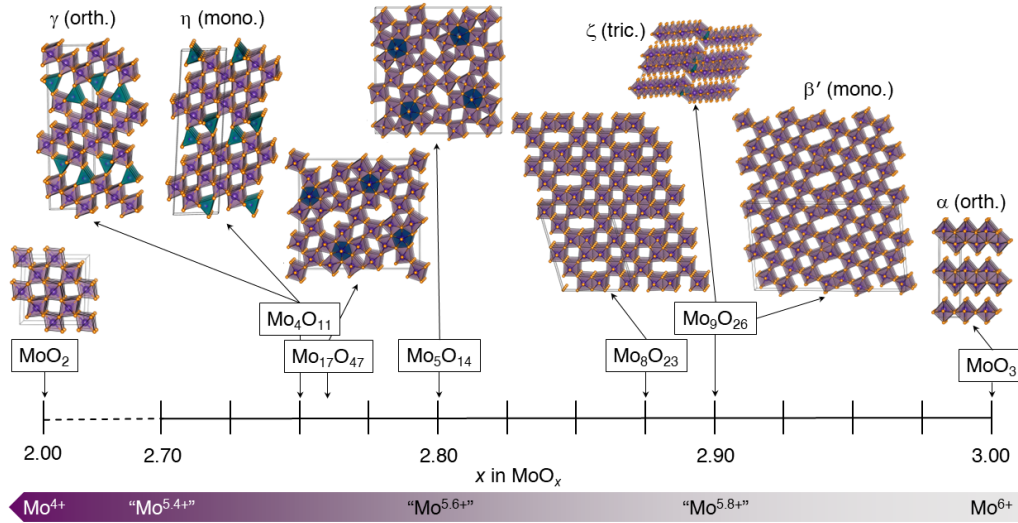 γ (orth.)
η (mono.)
ζ (tric.)
β′ (mono.)
α (orth.)
MoO₂
Mo₄O₁₁
Mo₁₇O₄₇
Mo₅O₁₄
Mo₈O₂₃
Mo₉O₂₆
MoO₃
2.00
2.70
2.80
2.90
3.00
x in MoOₓ
Mo⁴⁺
“Mo⁵·⁴⁺”
“Mo⁵·⁶⁺”
“Mo⁵·⁸⁺”
Mo⁶⁺